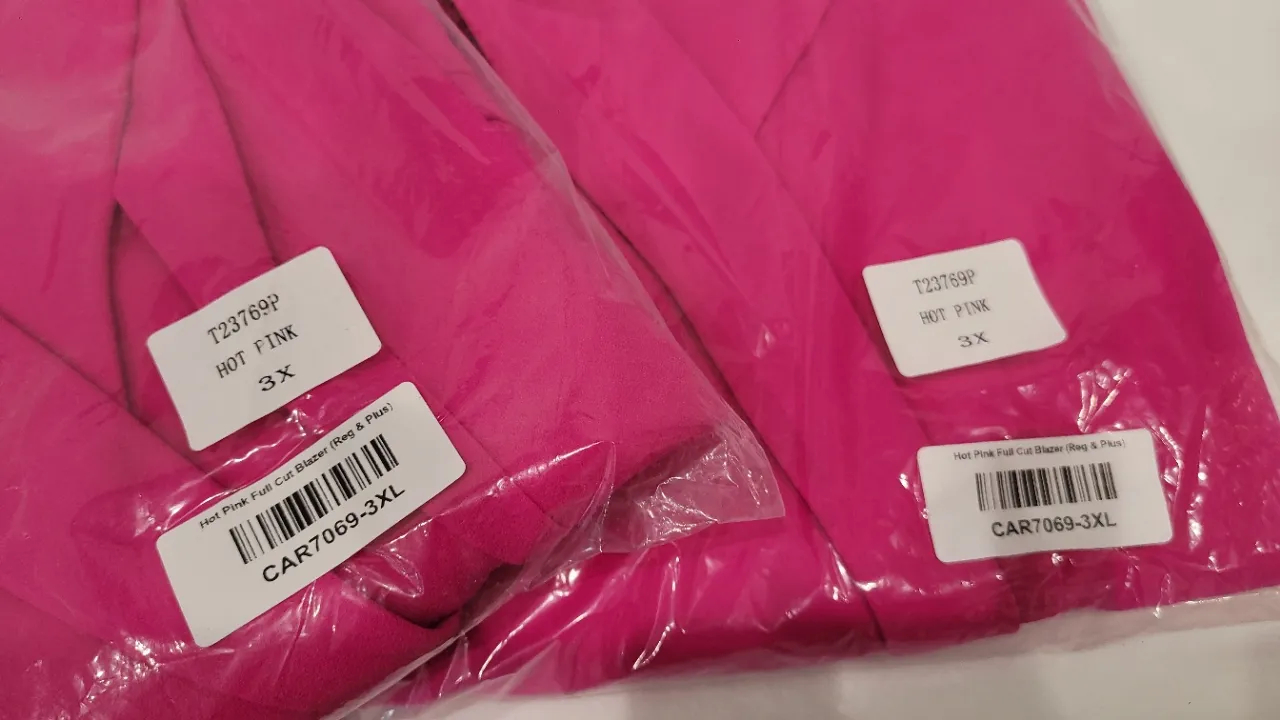 T23769P
HOT PINK
3X
Hot Pink Full Cut Blazer (Reg & Plus)
CAR7069-3XL
T23769P
HOT PINK
3X
Hot Pink Full Cut Blazer (Reg & Plus)
CAR7069-3XL